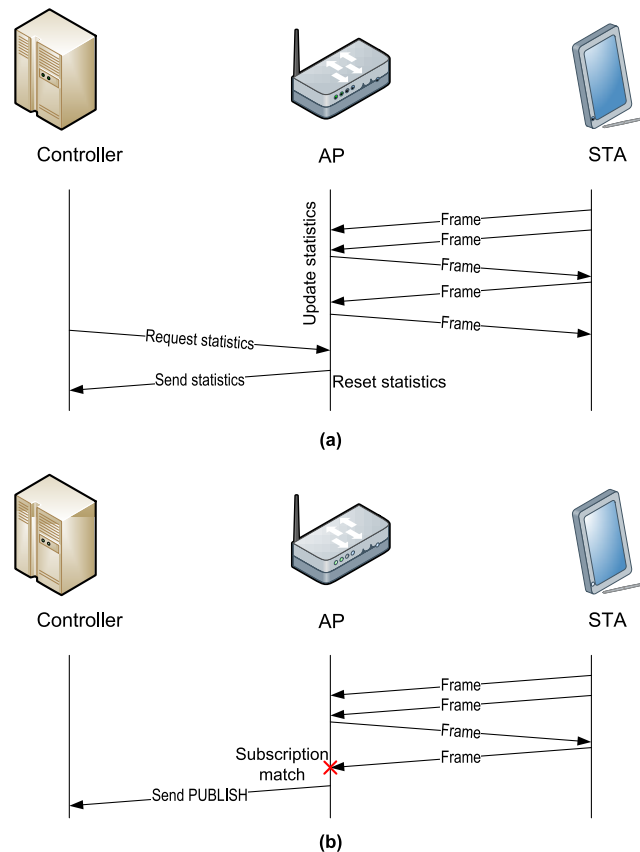 Controller
AP
STA
Update statistics
Frame
Frame
Frame
Frame
Frame
Request statistics
Send statistics
Reset statistics
(a)
Controller
AP
STA
Frame
Frame
Frame
Frame
Subscription
match
Send PUBLISH
(b)